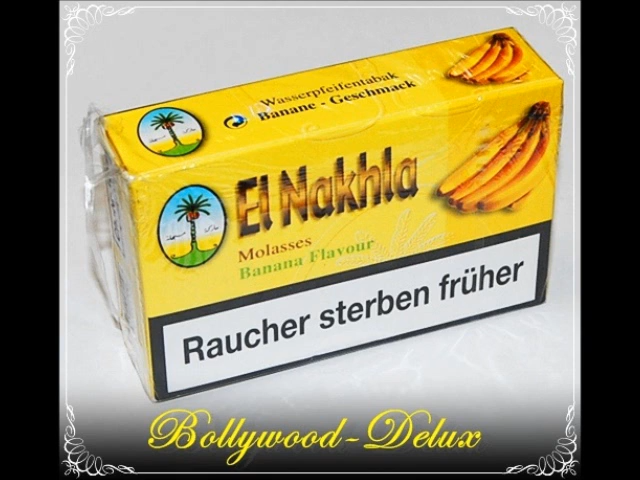 Wasserpfeifentabak
Banane - Geschmack
El Nakhla
Molasses
Banana Flavour
Raucher sterben früher
Bollywood-Delux